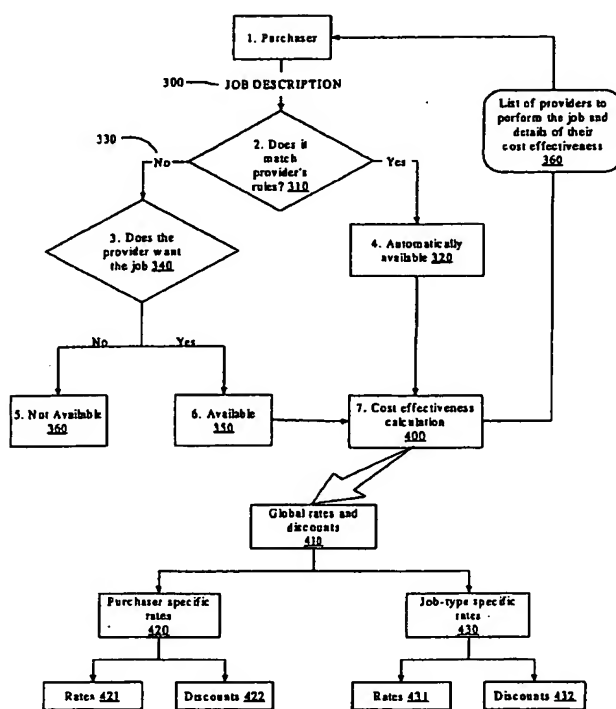 1. Purchaser
300
JOB DESCRIPTION
List of providers to
perform the job and
details of their
cost effectiveness
360
330
No
2. Does it
match
provider's
rules? 310
Yes
3. Does the
provider want
the job 340
4. Automatically
available 320
No
Yes
5. Not Available
360
6. Available
350
7. Cost effectiveness
calculation
400
Global rates and
discounts
410
Purchaser specific
rates
420
Job-type specific
rates
430
Rates 421
Discounts 422
Rates 431
Discounts 432